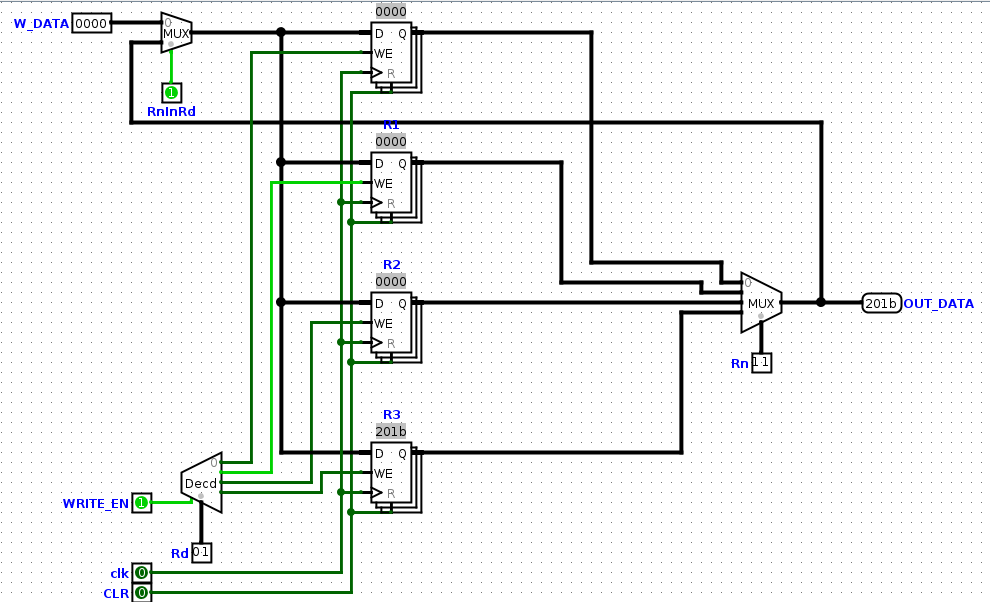 0000
W_DATA 0000
0
MUX
D Q
WE
R
1
RnInRd
R1
0000
D Q
WE
R
R2
0000
D Q
WE
R
0
MUX
201b OUT_DATA
Rn 11
R3
201b
D Q
WE
R
0
Decd
WRITE_EN 1
Rd 01
clk 0
CLR 0